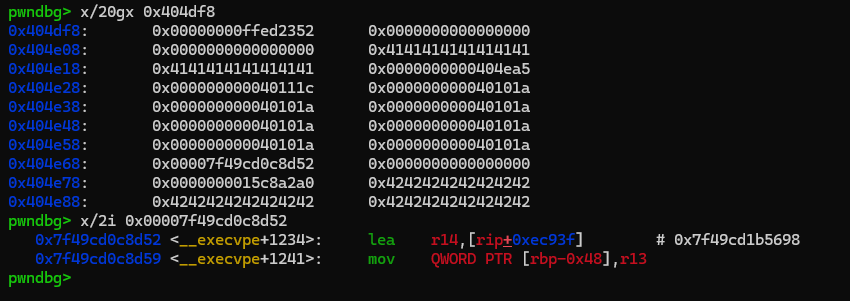 pwndbg> x/20gx 0x404df8
0x404df8: 0x00000000ffed2352 0x0000000000000000
0x404e08: 0x0000000000000000 0x4141414141414141
0x404e18: 0x4141414141414141 0x0000000000404ea5
0x404e28: 0x000000000040111c 0x000000000040101a
0x404e38: 0x000000000040101a 0x000000000040101a
0x404e48: 0x000000000040101a 0x000000000040101a
0x404e58: 0x000000000040101a 0x000000000040101a
0x404e68: 0x00007f49cd0c8d52 0x0000000000000000
0x404e78: 0x0000000015c8a2a0 0x4242424242424242
0x404e88: 0x4242424242424242 0x4242424242424242
pwndbg> x/2i 0x00007f49cd0c8d52
0x7f49cd0c8d52 <__execvpe+1234>: lea r14,[rip+0xec93f] # 0x7f49cd1b5698
0x7f49cd0c8d59 <__execvpe+1241>: mov QWORD PTR [rbp-0x48],r13
pwndbg>